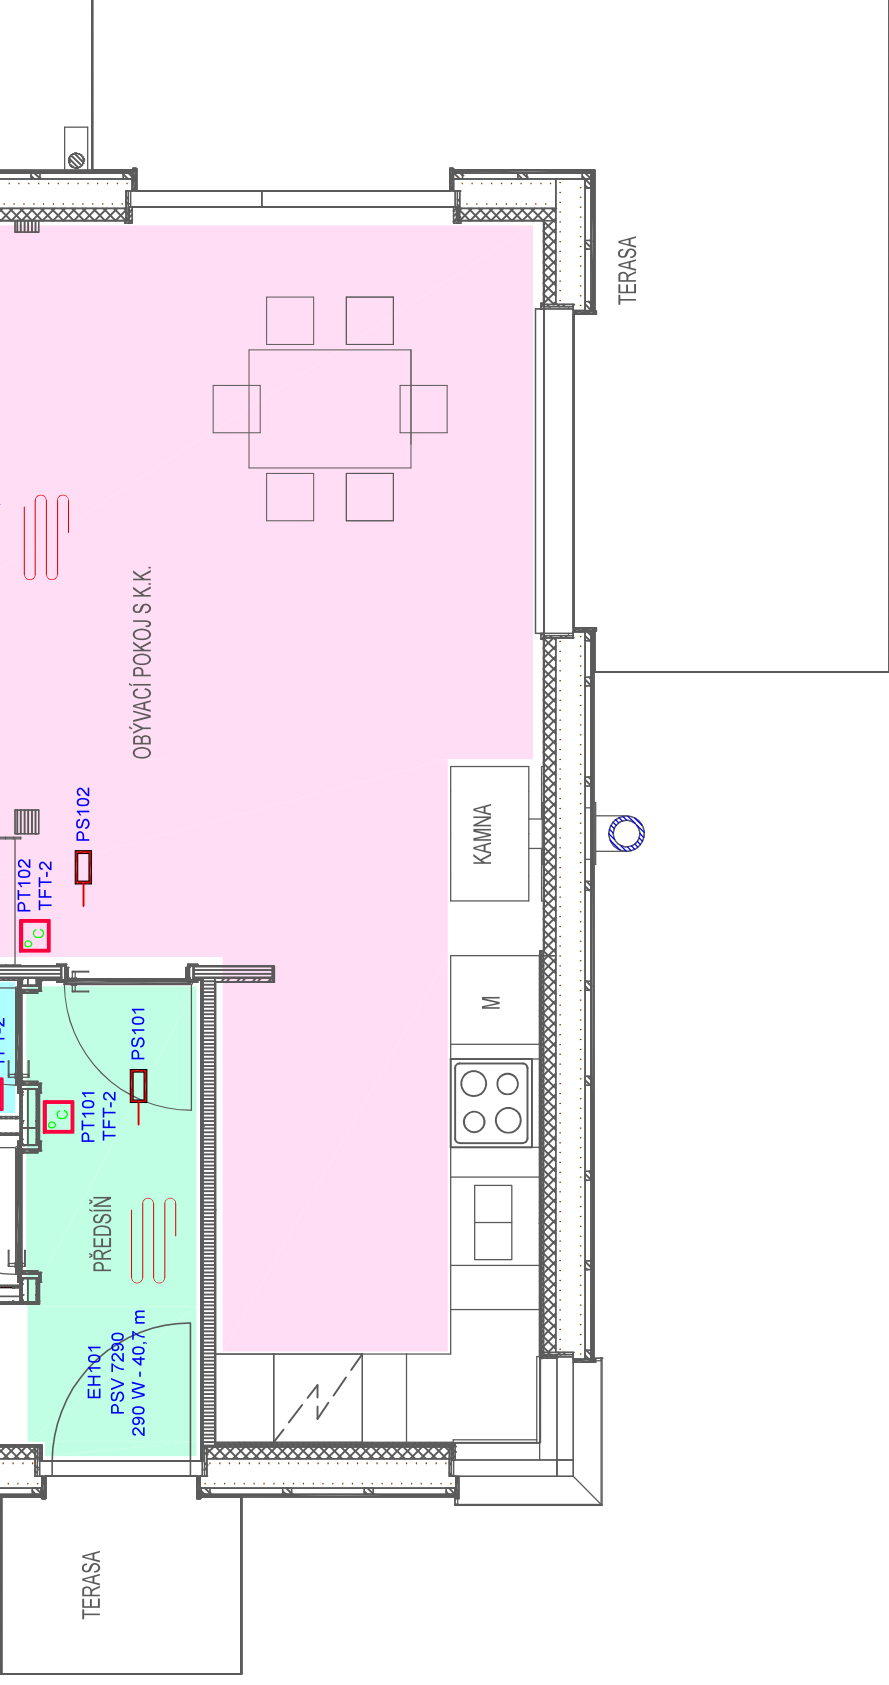 TERASA
OBÝVACÍ POKOJ S K.K.
PS102
PT102
TFT-2
°C
KAMNA
M
PS101
PT101
TFT-2
°C
PŘEDSÍŇ
EH101
PSV 7290
290 W - 40,7 m
TERASA